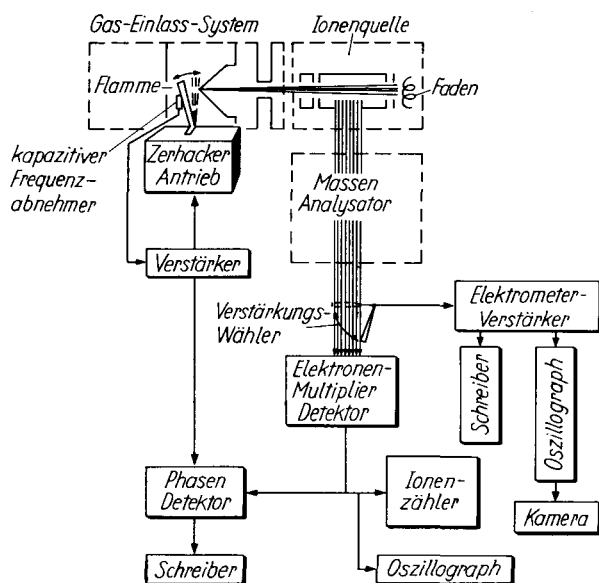 Gas-Einlass-System
Ionenquelle
Flamme
Faden
kapazitiver
Frequenz-
abnehmer
Zerhacker
Antrieb
Massen
Analysator
Verstärker
Verstärkungs-
Wähler
Elektrometer-
Verstärker
Elektronen-
Multiplier
Detektor
Schreiber
Oszillograph
Phasen
Detektor
Ionen-
zähler
Kamera
Schreiber
Oszillograph